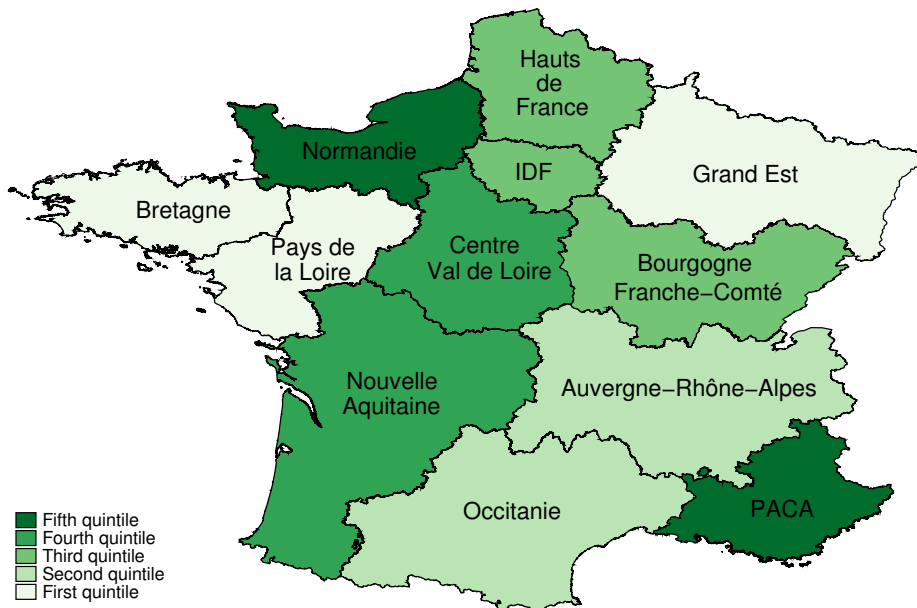 Hauts
de
France
Normandie
IDF
Grand Est
Bretagne
Pays de
la Loire
Centre
Val de Loire
Bourgogne
Franche−Comté
Nouvelle
Aquitaine
Auvergne−Rhône−Alpes
Occitanie
PACA
Fifth quintile
Fourth quintile
Third quintile
Second quintile
First quintile